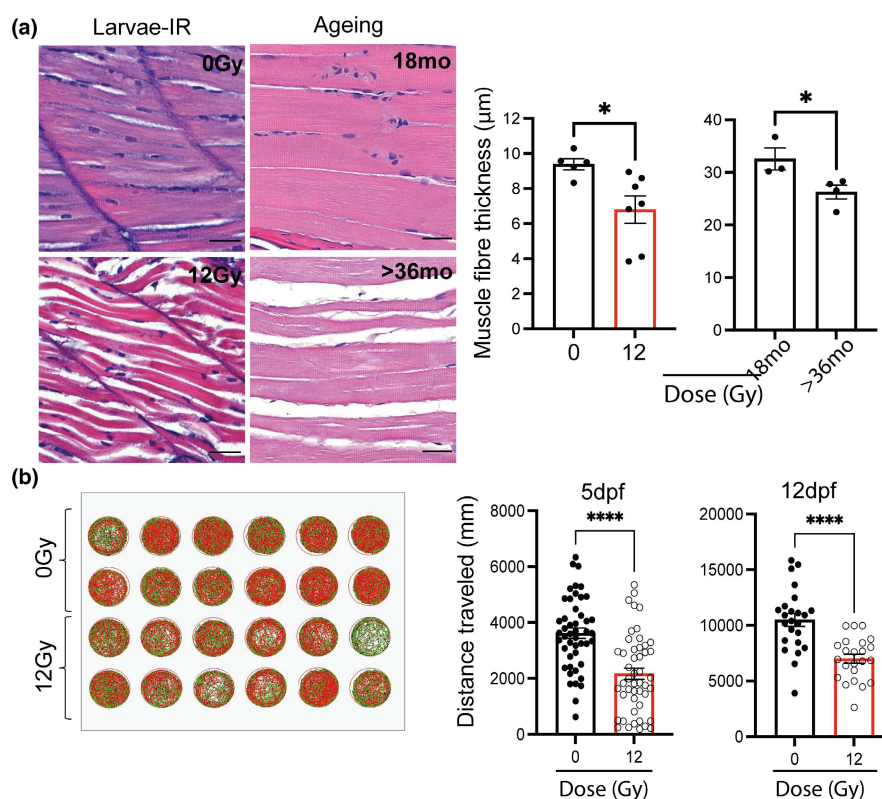 (a)
Larvae-IR
Ageing
0Gy
18mo
12Gy
>36mo
Muscle fibre thickness (μm)
12
10
8
6
4
2
0
*
0
12
40
30
20
10
0
*
18mo
>36mo
Dose (Gy)
(b)
0Gy
12Gy
Distance traveled (mm)
5dpf
8000
6000
4000
2000
0
****
0
12
Dose (Gy)
12dpf
20000
15000
10000
5000
0
****
0
12
Dose (Gy)